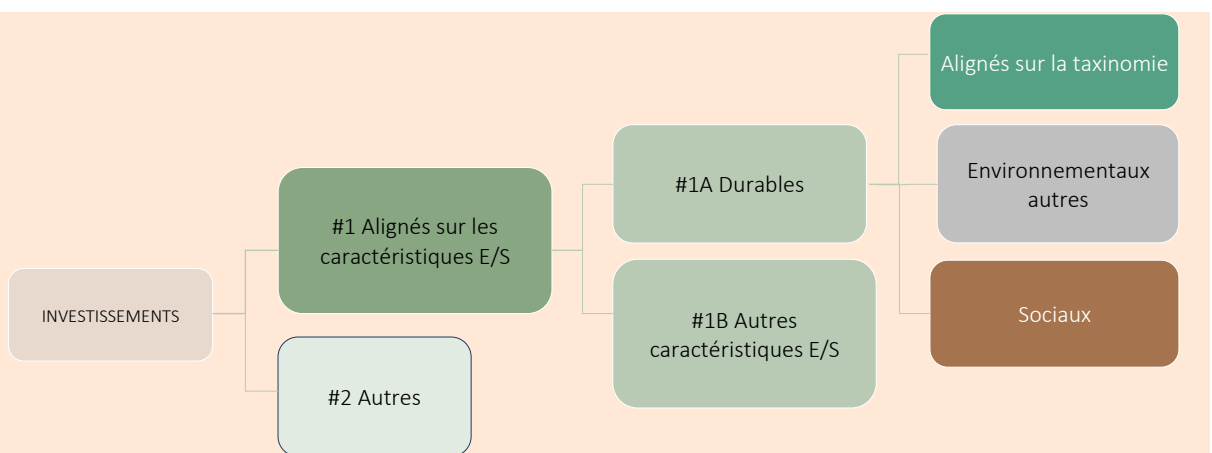 INVESTISSEMENTS
#1 Alignés sur les
caractéristiques E/S
#2 Autres
#1A Durables
#1B Autres
caractéristiques E/S
Alignés sur la taxinomie
Environnementaux
autres
Sociaux